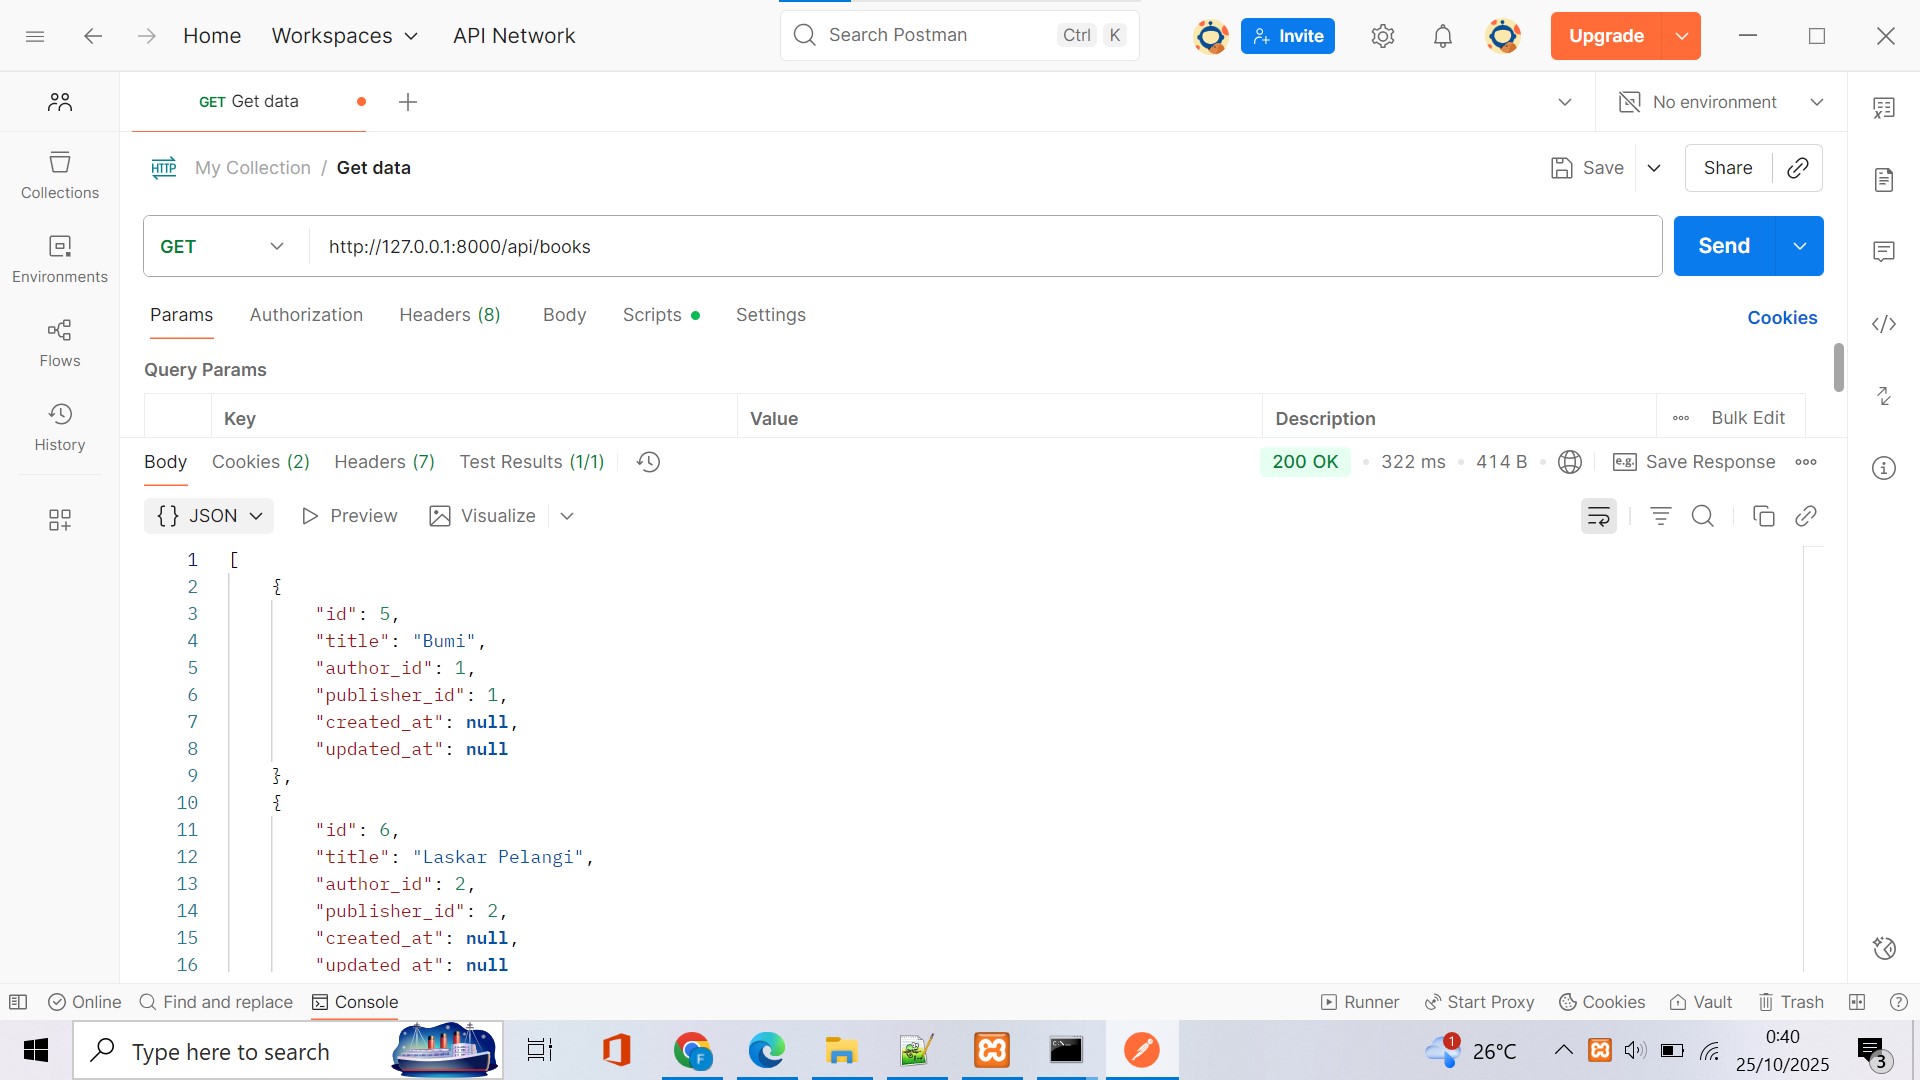 Home Workspaces API Network Search Postman Ctrl K Invite Upgrade
GET Get data No environment
HTTP My Collection / Get data Save Share
GET http://127.0.0.1:8000/api/books Send
Params Authorization Headers (8) Body Scripts Settings Cookies
Query Params
Key Value Description Bulk Edit
Body Cookies (2) Headers (7) Test Results (1/1) 200 OK 322 ms 414 B e.g. Save Response
{} JSON Preview Visualize
1 [
2 {
3 "id": 5,
4 "title": "Bumi",
5 "author_id": 1,
6 "publisher_id": 1,
7 "created_at": null,
8 "updated_at": null
9 },
10 {
11 "id": 6,
12 "title": "Laskar Pelangi",
13 "author_id": 2,
14 "publisher_id": 2,
15 "created_at": null,
16 "updated_at": null
Collections
Environments
Flows
History
Online Find and replace Console Runner Start Proxy Cookies Vault Trash
Type here to search F 1 26°C 0:40
25/10/2025 3